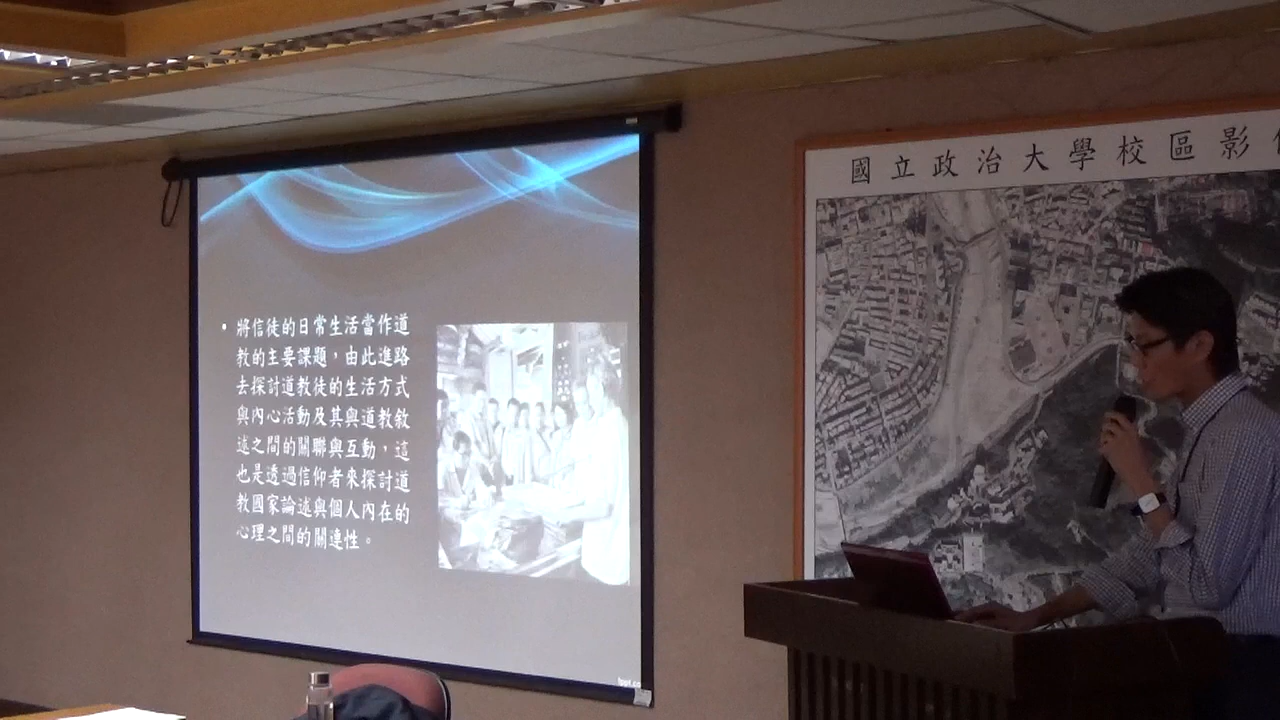 國立政治大學校區影
• 將信徒的日常生活當作道
教的主要課題，由此進路
去探討道教徒的生活方式
與內心活動及其與道教敘
述之間的關聯與互動，這
也是透過信仰者來探討道
教國家論述與個人內在的
心理之間的關連性。